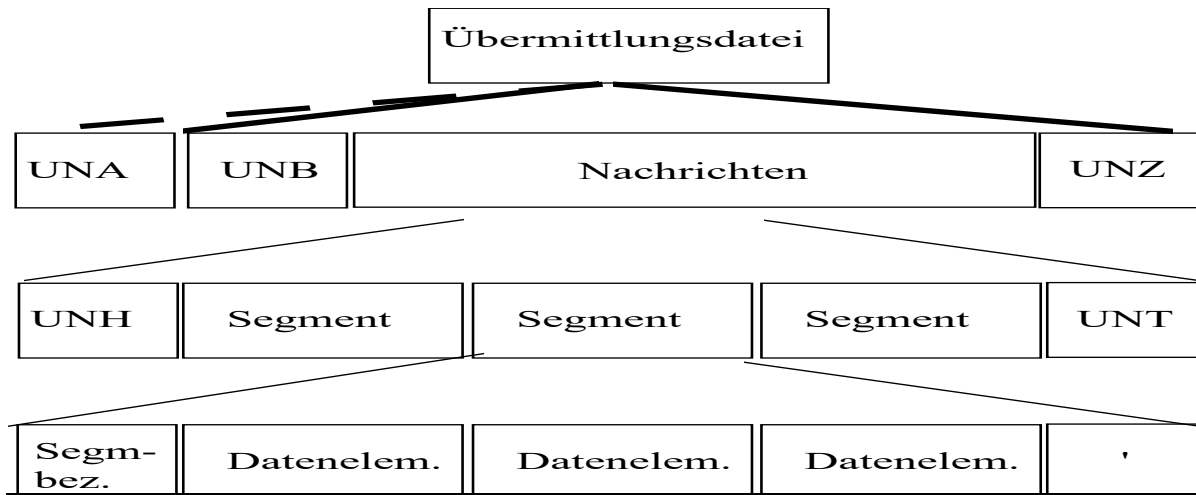 Übermittlungsdatei
UNA UNB Nachrichten UNZ
UNH Segment Segment Segment UNT
Segm-
bez. Datenelem. Datenelem. Datenelem. '